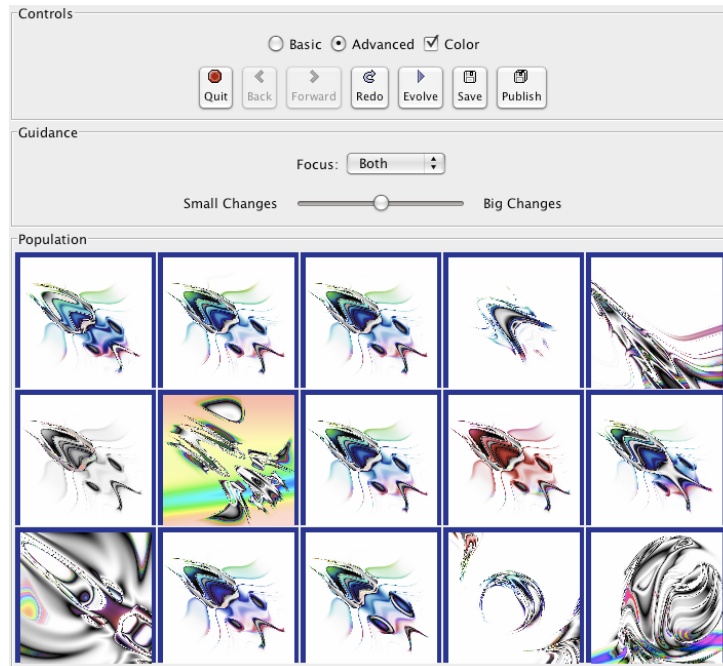 Controls
Basic Advanced Color
Quit Back Forward Redo Evolve Save Publish
Guidance
Focus: Both
Small Changes Big Changes
Population